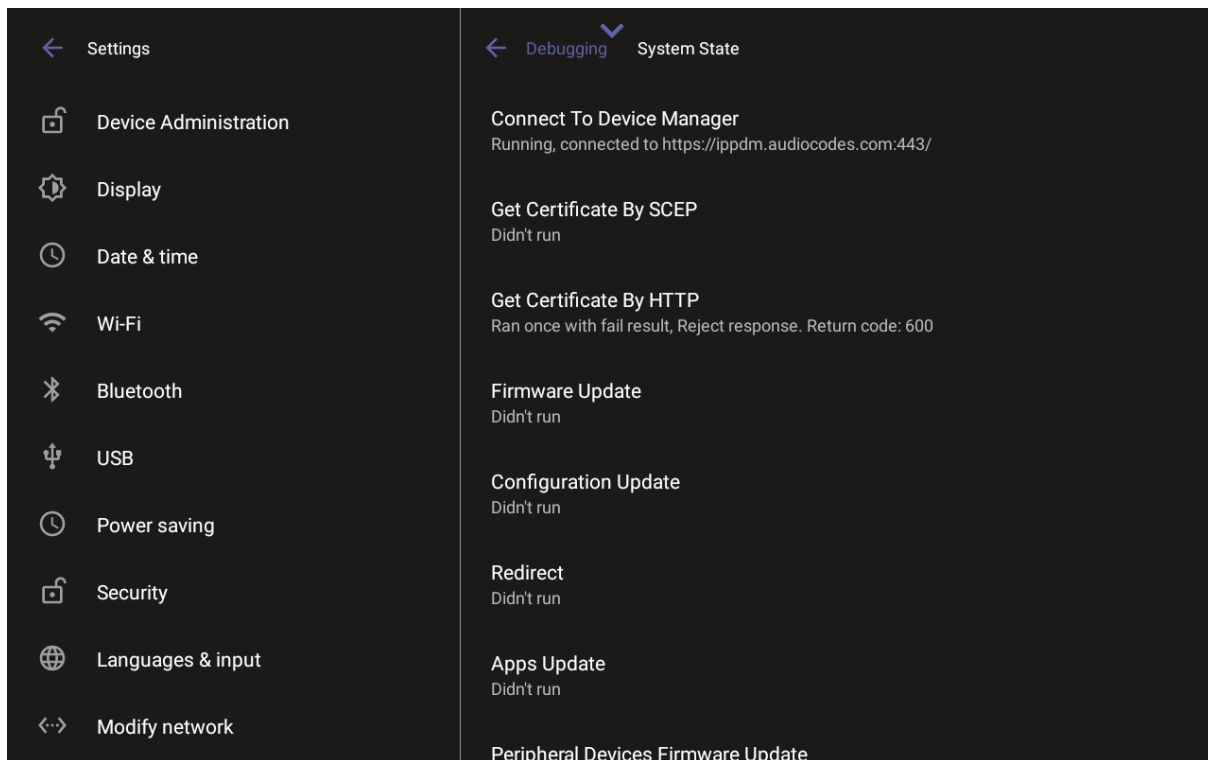 Settings
Device Administration
Display
Date & time
Wi-Fi
Bluetooth
USB
Power saving
Security
Languages & input
Modify network
Debugging System State
Connect To Device Manager
Running, connected to https://ippdm.audiocodes.com:443/
Get Certificate By SCEP
Didn't run
Get Certificate By HTTP
Ran once with fail result, Reject response. Return code: 600
Firmware Update
Didn't run
Configuration Update
Didn't run
Redirect
Didn't run
Apps Update
Didn't run
Peripheral Devices Firmware Update